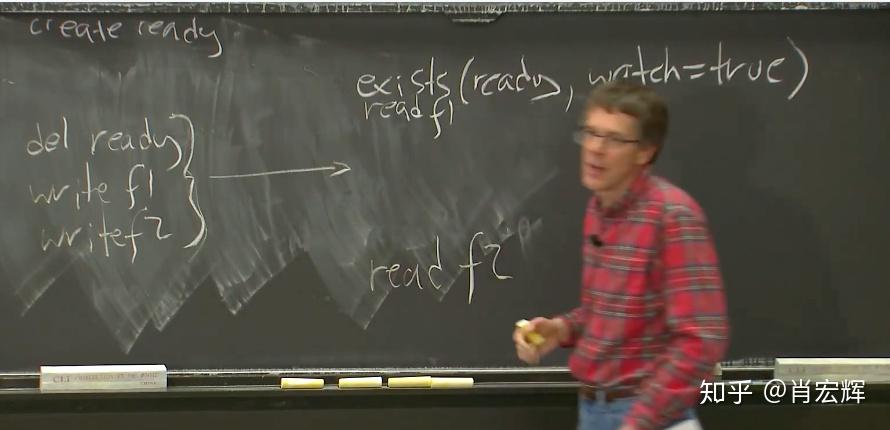 create ready
exists(ready, watch=true)
read f1
del ready
write f1
write f2
read f2
知乎 @肖宏辉